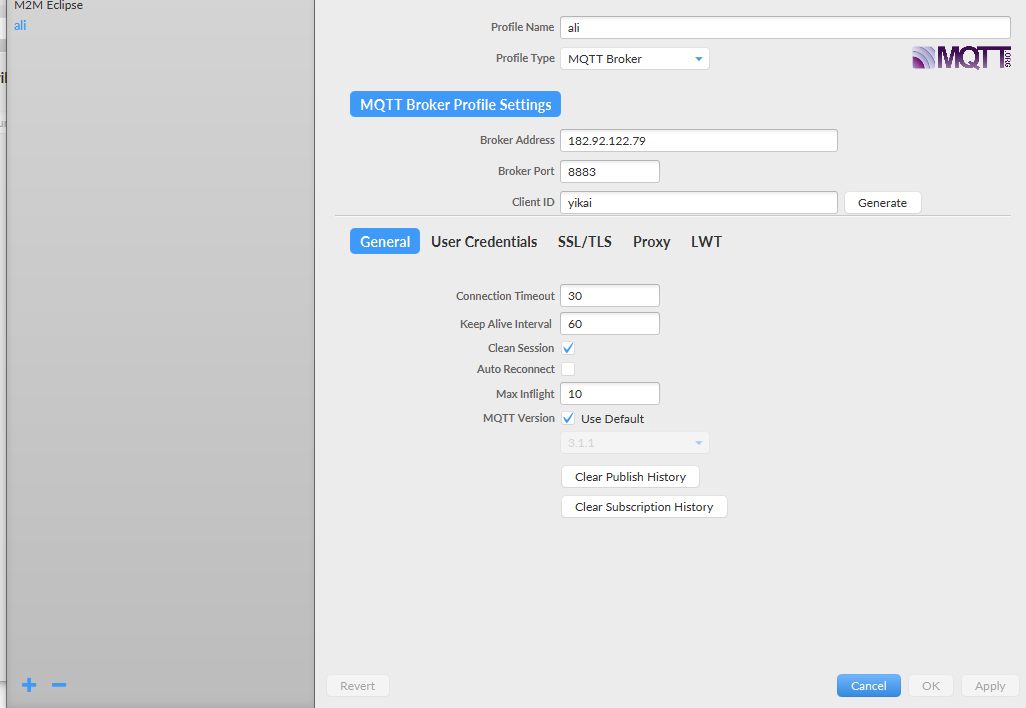 M2M Eclipse
ali
Profile Name ali
Profile Type MQTT Broker
MQTT.ORG
MQTT Broker Profile Settings
Broker Address 182.92.122.79
Broker Port 8883
Client ID yikai Generate
General User Credentials SSL/TLS Proxy LWT
Connection Timeout 30
Keep Alive Interval 60
Clean Session
Auto Reconnect
Max Inflight 10
MQTT Version Use Default
3.1.1
Clear Publish History
Clear Subscription History
Revert Cancel OK Apply